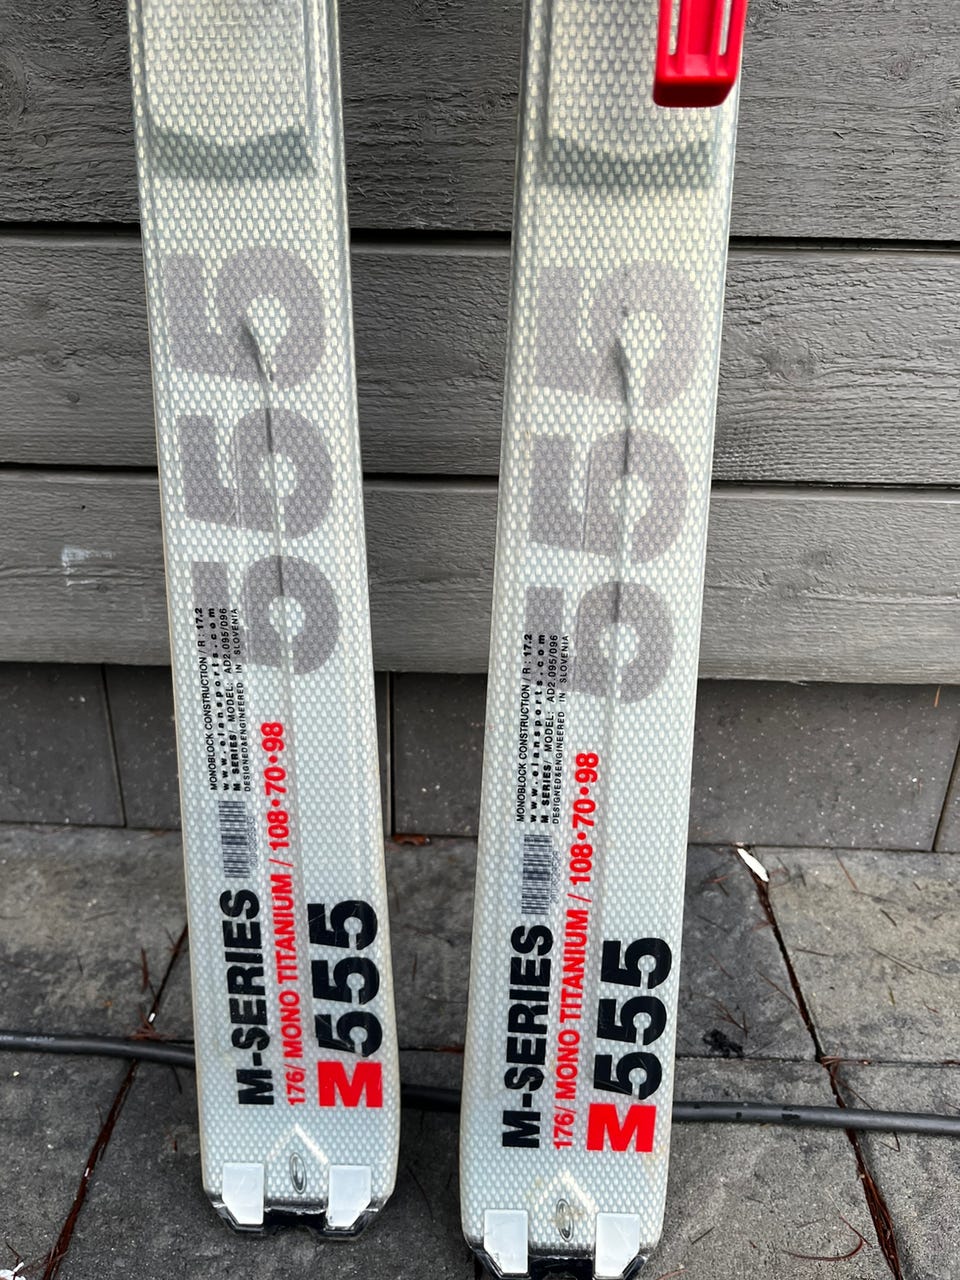 555
MONOBLOCK CONSTRUCTION / R : 17.2
www.elansports.com
M SERIES/ MODEL: AD2.095/096
DESIGNED&ENGINEERED IN SLOVENIA
M-SERIES
176/ MONO TITANIUM / 108•70•98
M555
555
MONOBLOCK CONSTRUCTION / R : 17.2
www.elansports.com
M SERIES/ MODEL: AD2.095/096
DESIGNED&ENGINEERED IN SLOVENIA
M-SERIES
176/ MONO TITANIUM / 108•70•98
M555